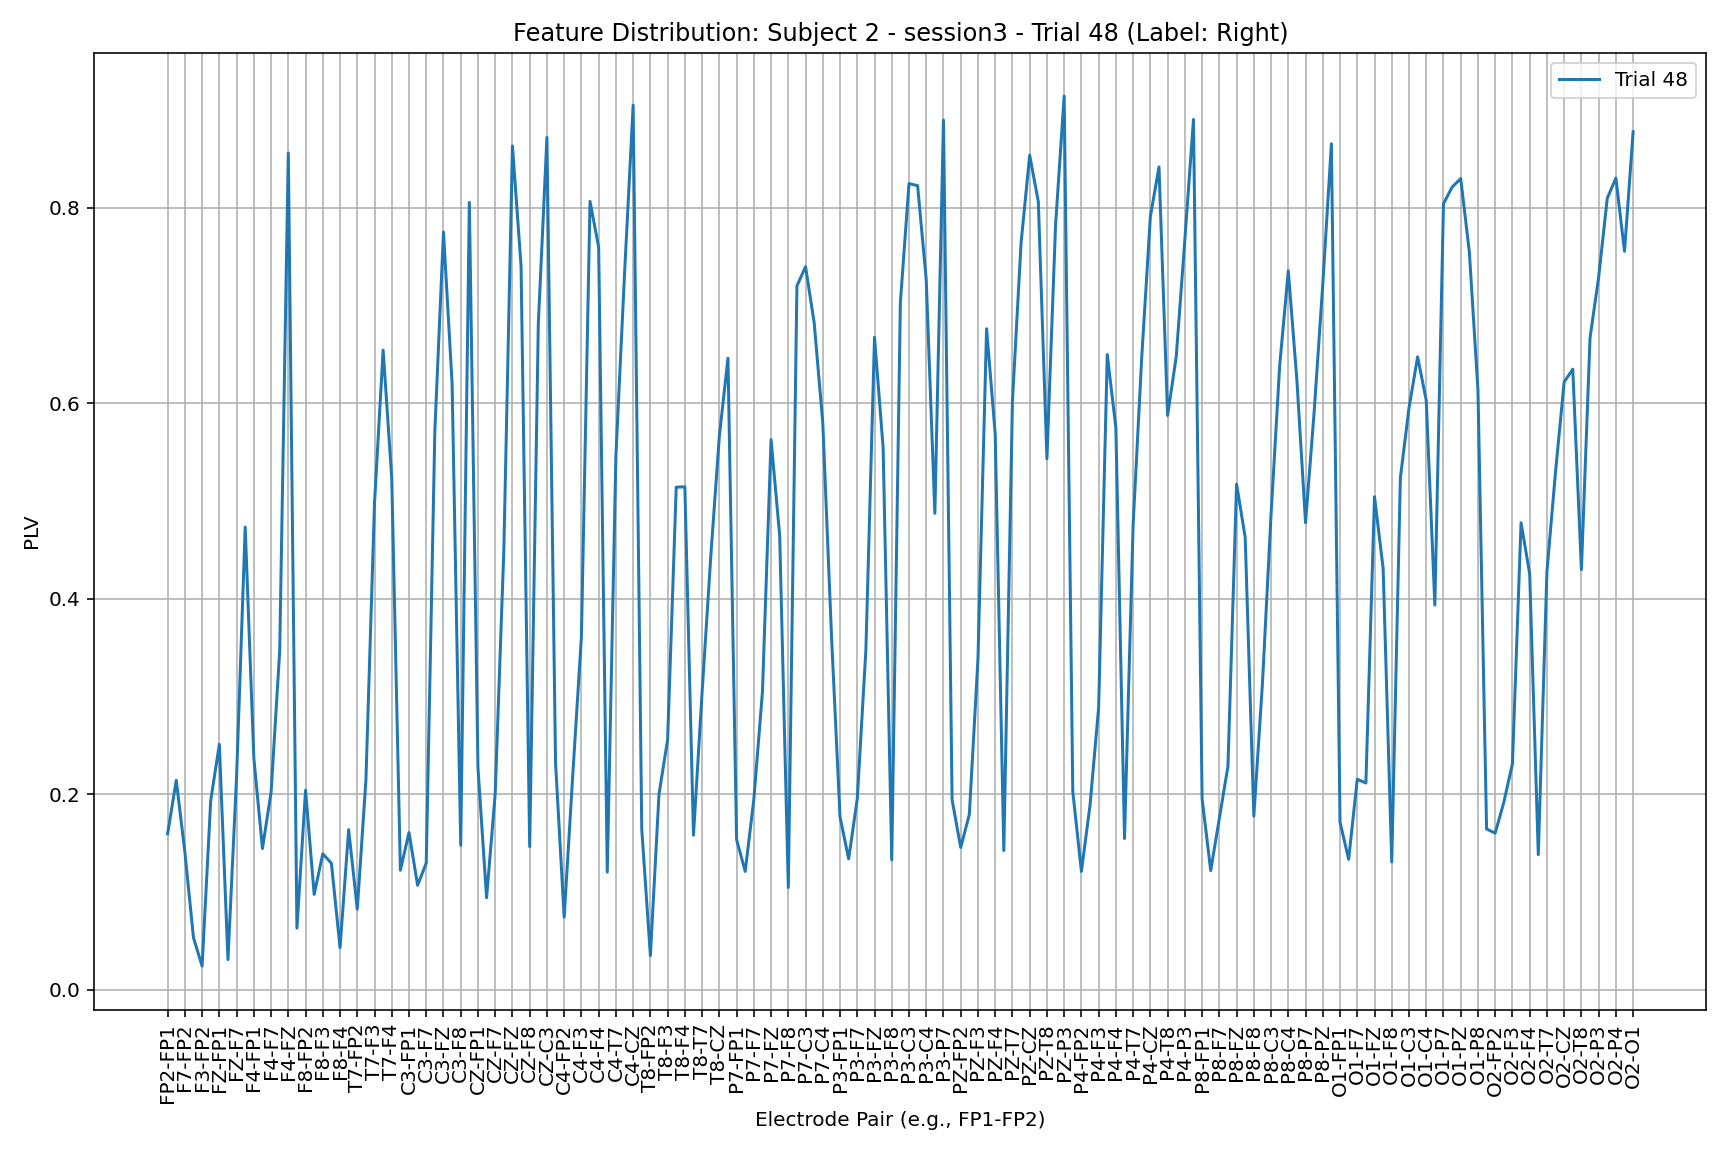 Feature Distribution: Subject 2 - session3 - Trial 48 (Label: Right)
Trial 48
PLV
0.8
0.6
0.4
0.2
0.0
FP2-FP1
F7-FP2
F3-FP2
FZ-FP1
FZ-F7
F4-FP1
F4-F7
F4-FZ
F8-FP2
F8-F3
F8-F4
T7-FP2
T7-F3
T7-F4
C3-FP1
C3-F7
C3-FZ
C3-F8
CZ-FP1
CZ-F7
CZ-FZ
CZ-F8
CZ-C3
C4-FP2
C4-F3
C4-F4
C4-T7
C4-CZ
T8-FP2
T8-F3
T8-F4
T8-T7
T8-CZ
P7-FP1
P7-F7
P7-FZ
P7-F8
P7-C3
P7-C4
P3-FP1
P3-F7
P3-FZ
P3-F8
P3-C3
P3-C4
P3-P7
PZ-FP2
PZ-F3
PZ-F4
PZ-T7
PZ-CZ
PZ-T8
PZ-P3
P4-FP2
P4-F3
P4-F4
P4-T7
P4-CZ
P4-T8
P4-P3
P8-FP1
P8-F7
P8-FZ
P8-F8
P8-C3
P8-C4
P8-P7
P8-PZ
O1-FP1
O1-F7
O1-FZ
O1-F8
O1-C3
O1-C4
O1-P7
O1-PZ
O1-P8
O2-FP2
O2-F3
O2-F4
O2-T7
O2-CZ
O2-T8
O2-P3
O2-P4
O2-O1
Electrode Pair (e.g., FP1-FP2)